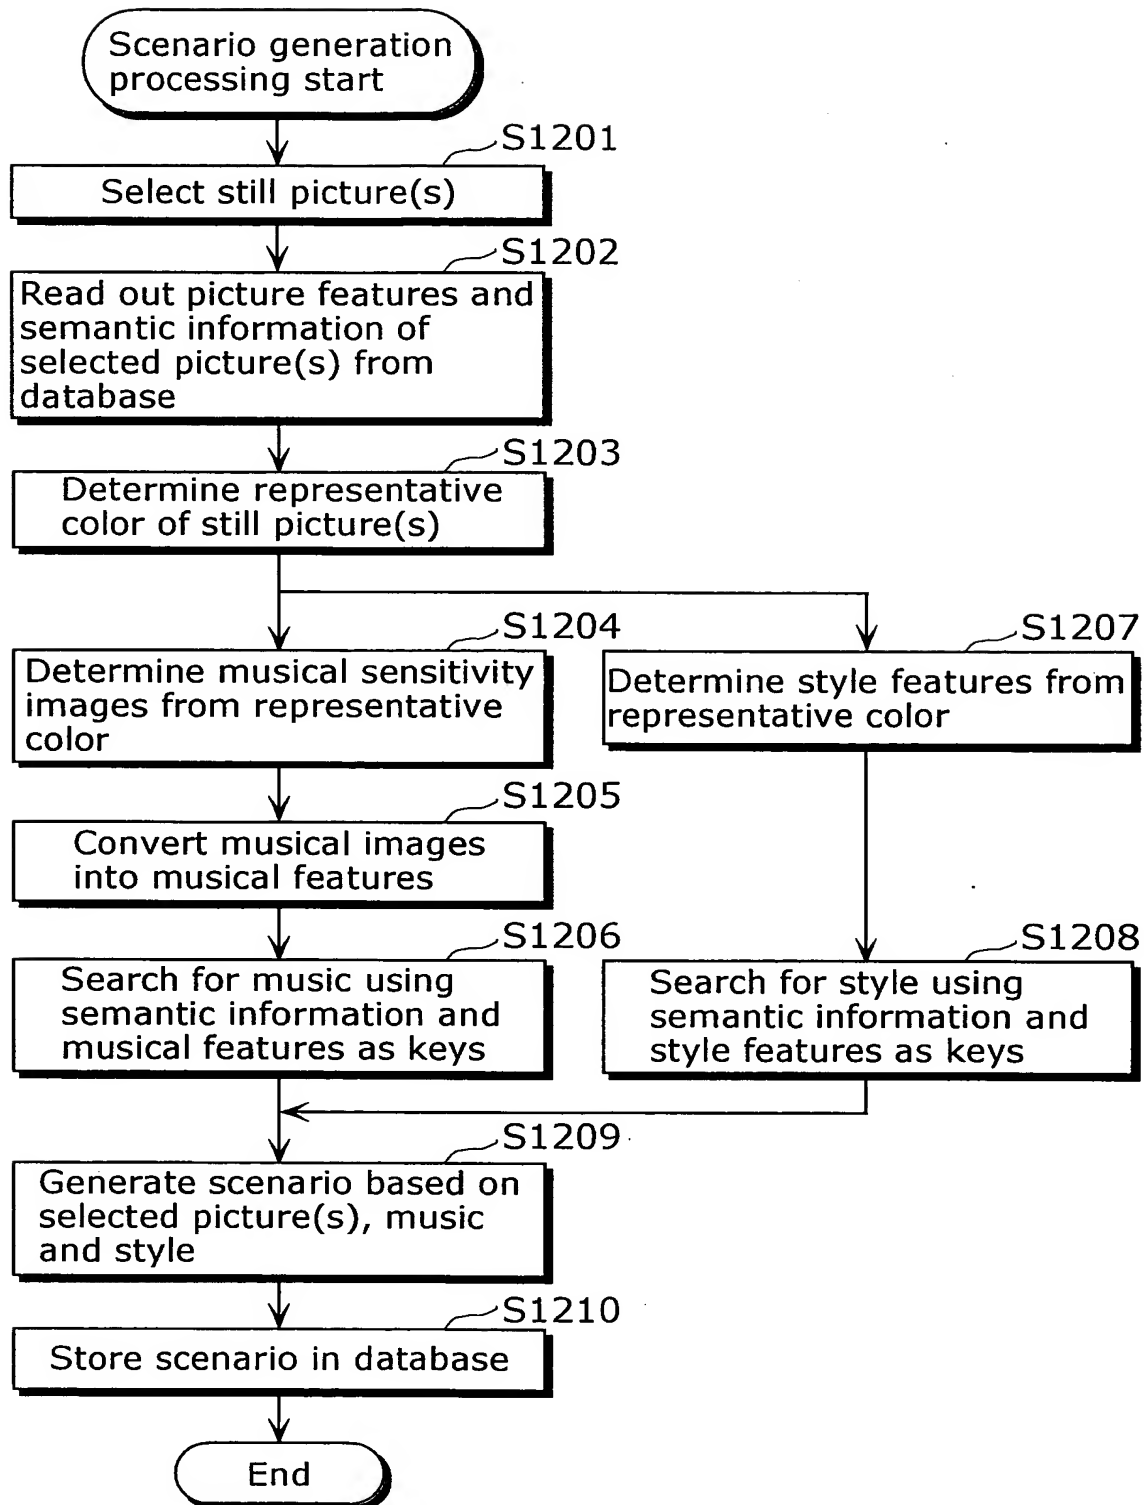 Scenario generation
processing start
S1201
Select still picture(s)
S1202
Read out picture features and
semantic information of
selected picture(s) from
database
S1203
Determine representative
color of still picture(s)
S1204
Determine musical sensitivity
images from representative
color
S1205
Convert musical images
into musical features
S1206
Search for music using
semantic information and
musical features as keys
S1207
Determine style features from
representative color
S1208
Search for style using
semantic information and
style features as keys
S1209
Generate scenario based on
selected picture(s), music
and style
S1210
Store scenario in database
End